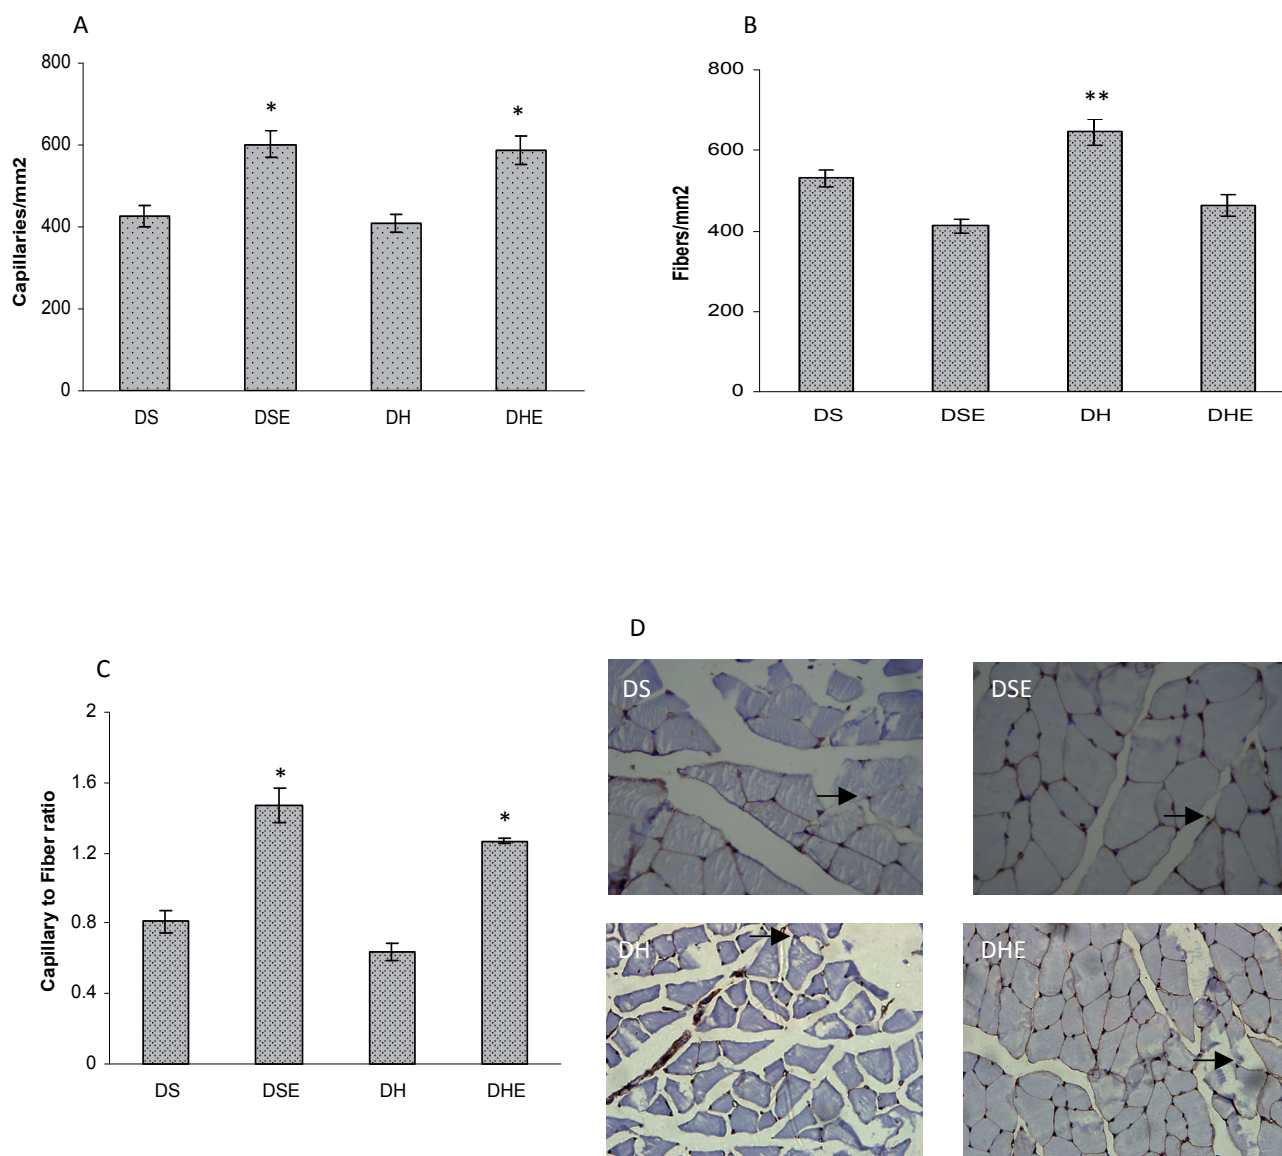 A
800
600
400
200
0
Capillaries/mm2
*
*
DS DSE DH DHE
B
800
600
400
200
0
Fibers/mm2
**
DS DSE DH DHE
C
2
1.6
1.2
0.8
0.4
0
Capillary to Fiber ratio
*
*
DS DSE DH DHE
D
DS
DSE
DH
DHE